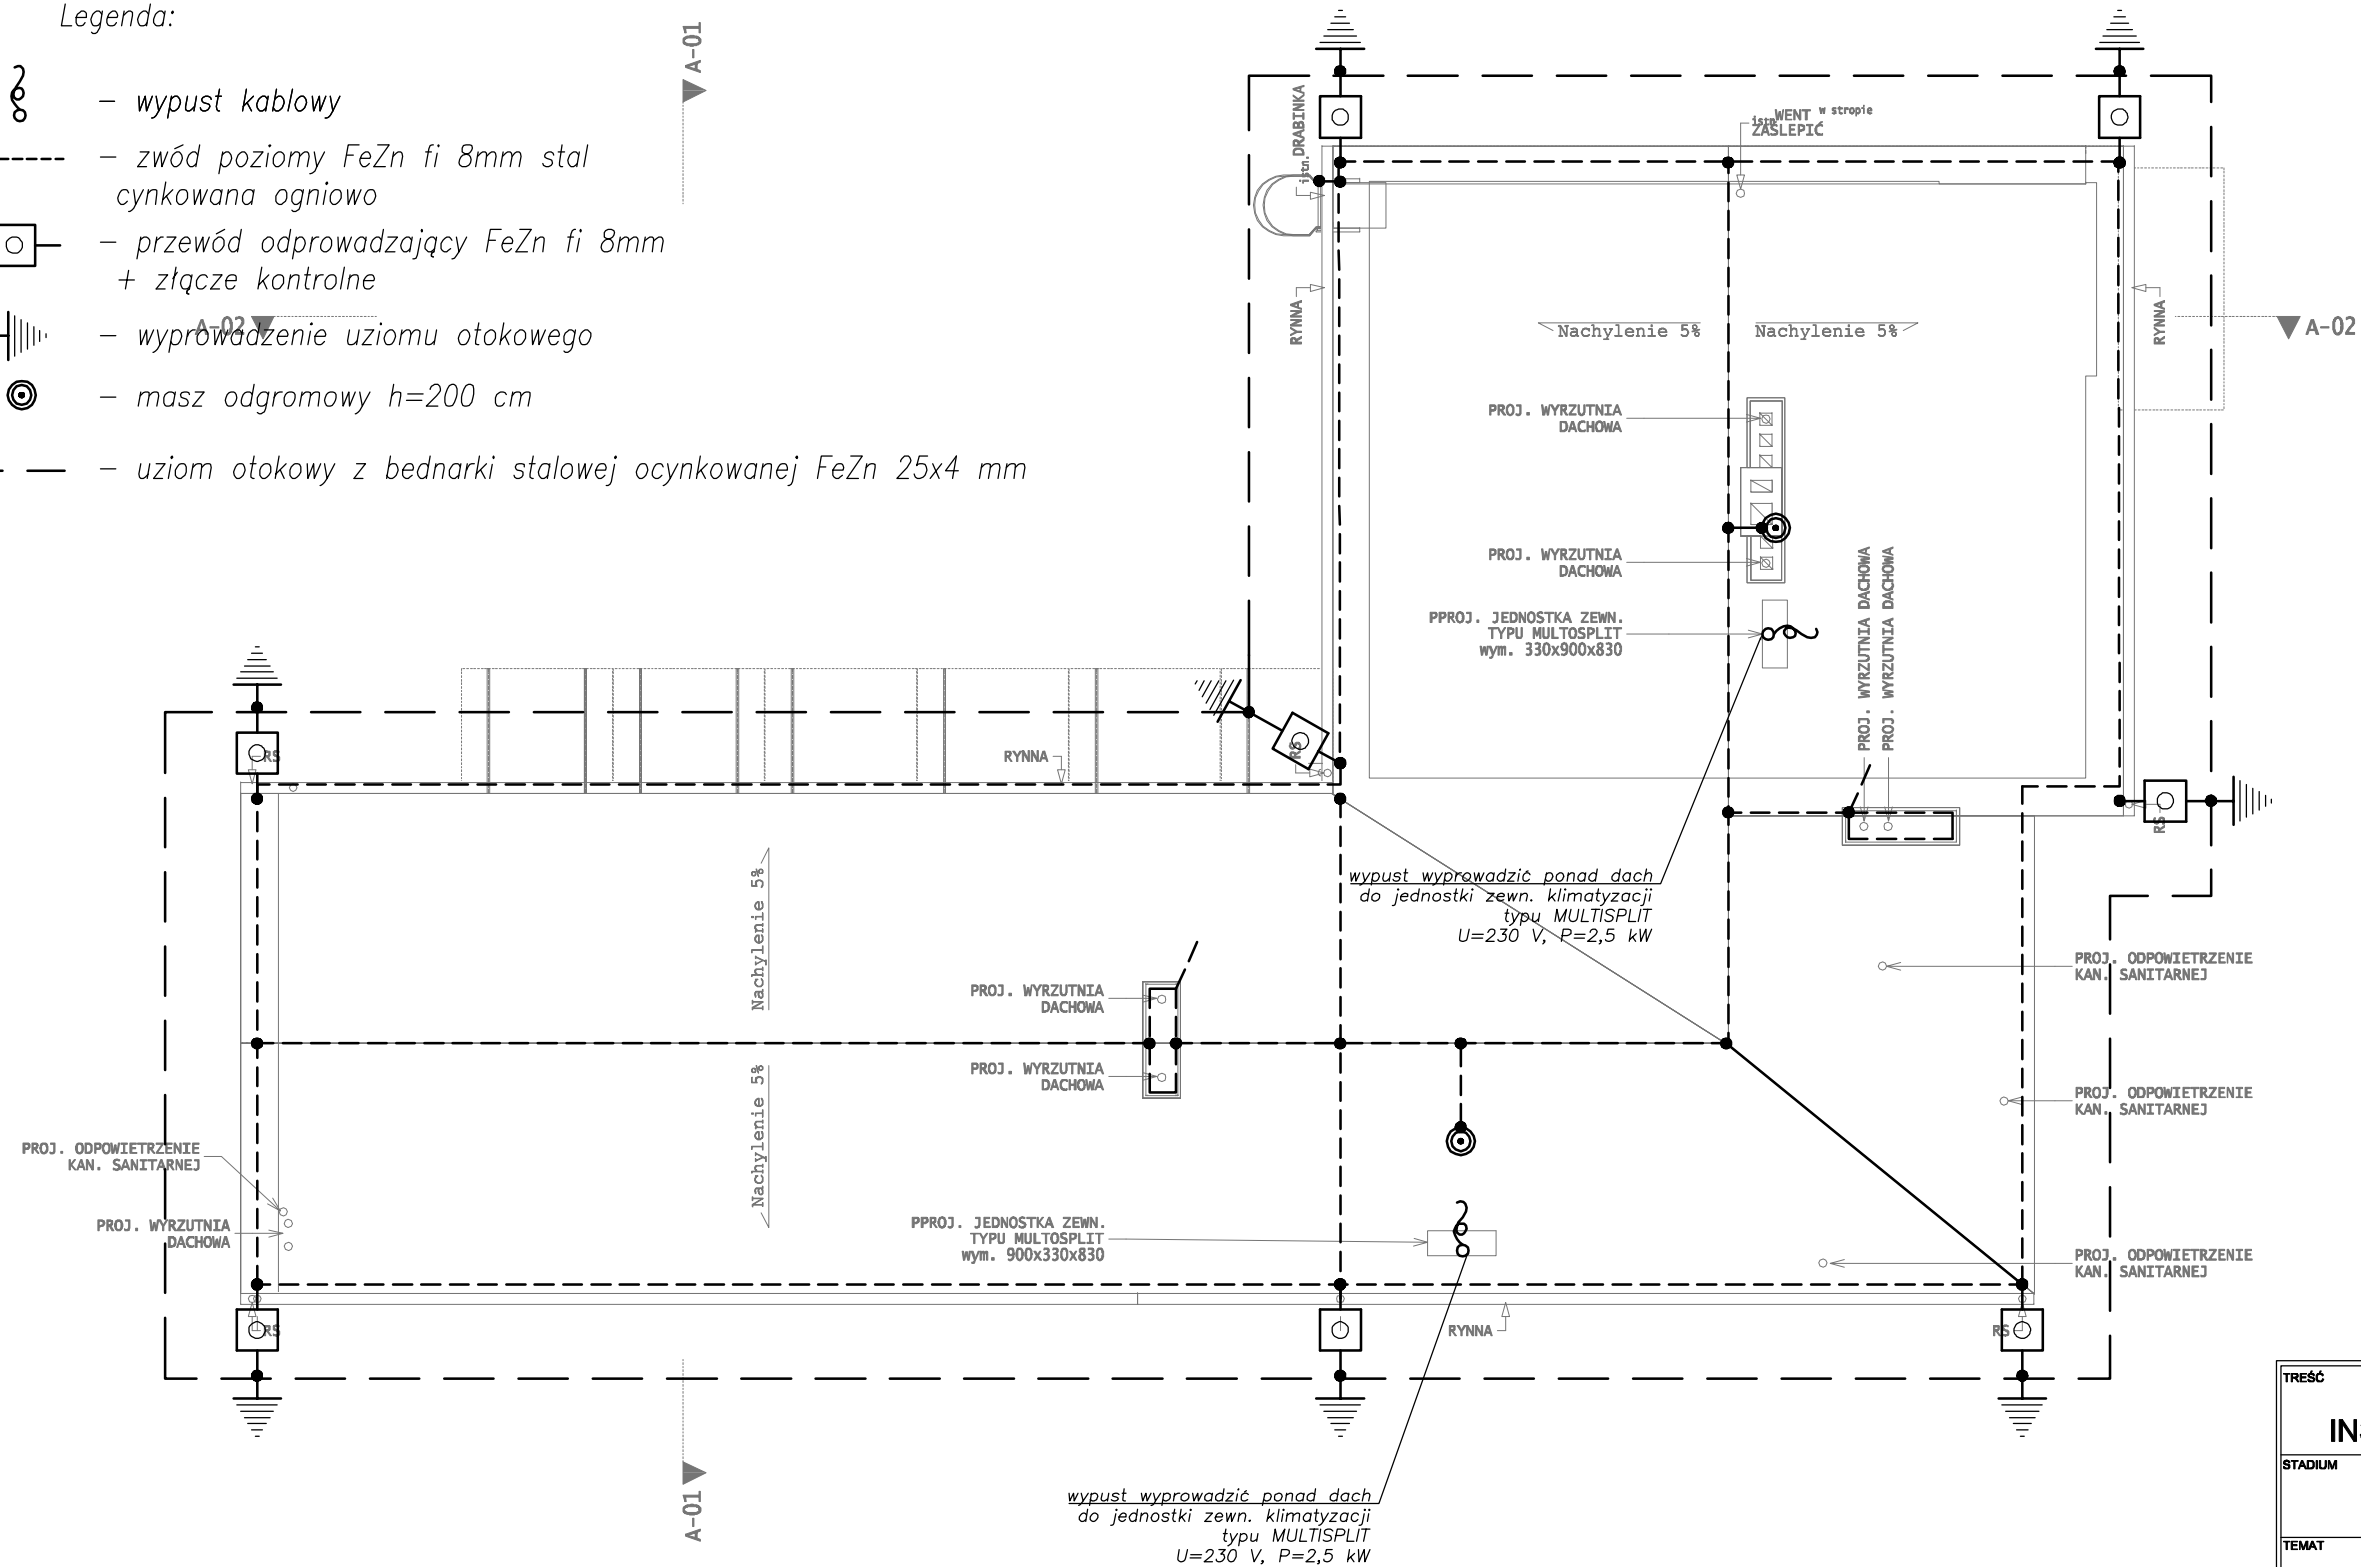 Legenda:
– wypust kablowy
– zwód poziomy FeZn fi 8mm stal
cynkowana ogniowo
– przewód odprowadzający FeZn fi 8mm
+ złącze kontrolne
– wyprowadzenie uziomu otokowego
– masz odgromowy h=200 cm
– uziom otokowy z bednarki stalowej ocynkowanej FeZn 25x4 mm
A-01
A-02
istn.DRABINKA
istn.WENT w stropie
ZAŚLEPIĆ
RYNNA
RYNNA
A-02
Nachylenie 5%
Nachylenie 5%
PROJ. WYRZUTNIA
DACHOWA
PROJ. WYRZUTNIA
DACHOWA
PPROJ. JEDNOSTKA ZEWN.
TYPU MULTOSPLIT
wym. 330x900x830
PROJ. WYRZUTNIA DACHOWA
PROJ. WYRZUTNIA DACHOWA
RS
RYNNA
RS
RS
wypust wyprowadzić ponad dach
do jednostki zewn. klimatyzacji
typu MULTISPLIT
U=230 V, P=2,5 kW
Nachylenie 5%
Nachylenie 5%
PROJ. WYRZUTNIA
DACHOWA
PROJ. WYRZUTNIA
DACHOWA
PROJ. ODPOWIETRZENIE
KAN. SANITARNEJ
PROJ. ODPOWIETRZENIE
KAN. SANITARNEJ
PROJ. ODPOWIETRZENIE
KAN. SANITARNEJ
PROJ. ODPOWIETRZENIE
KAN. SANITARNEJ
PROJ. WYRZUTNIA
DACHOWA
PPROJ. JEDNOSTKA ZEWN.
TYPU MULTOSPLIT
wym. 900x330x830
RS
RYNNA
RS
A-01
wypust wyprowadzić ponad dach
do jednostki zewn. klimatyzacji
typu MULTISPLIT
U=230 V, P=2,5 kW
TREŚĆ
STADIUM
TEMAT